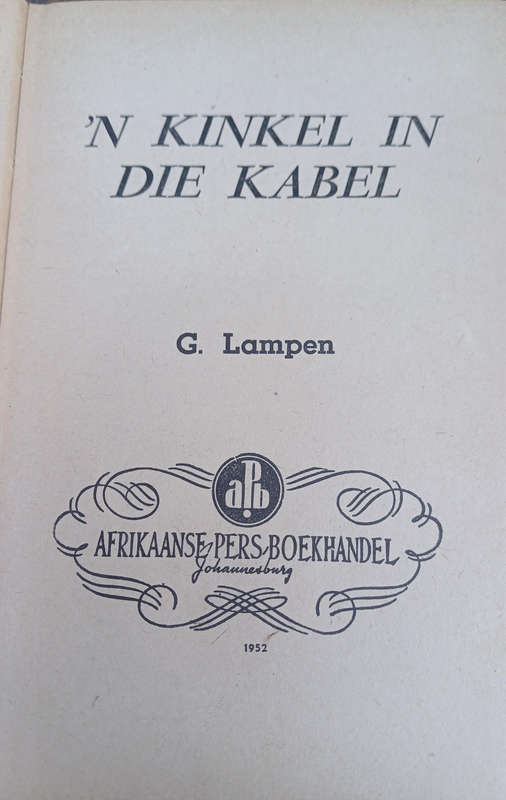 'N KINKEL IN
DIE KABEL
G. Lampen
aPb
AFRIKAANSE PERS BOEKHANDEL
Johannesburg
1952